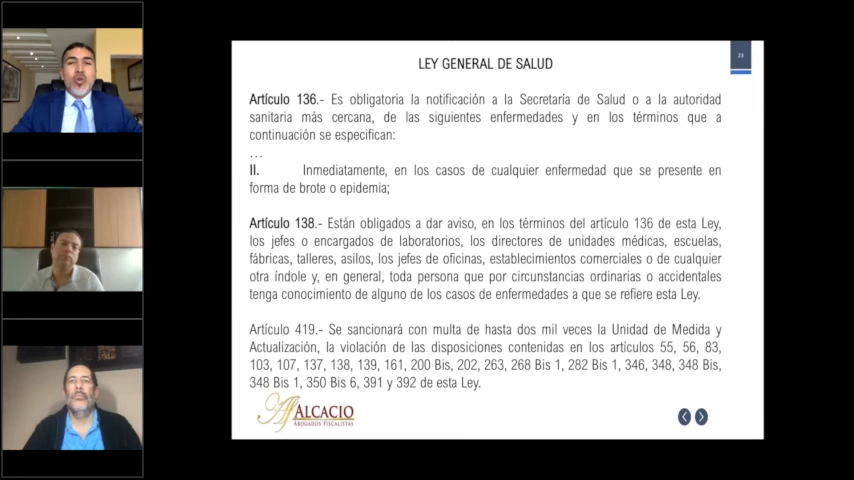 23
LEY GENERAL DE SALUD
Artículo 136.- Es obligatoria la notificación a la Secretaría de Salud o a la autoridad
sanitaria más cercana, de las siguientes enfermedades y en los términos que a
continuación se especifican:
...
II. Inmediatamente, en los casos de cualquier enfermedad que se presente en
forma de brote o epidemia;
Artículo 138.- Están obligados a dar aviso, en los términos del artículo 136 de esta Ley,
los jefes o encargados de laboratorios, los directores de unidades médicas, escuelas,
fábricas, talleres, asilos, los jefes de oficinas, establecimientos comerciales o de cualquier
otra índole y, en general, toda persona que por circunstancias ordinarias o accidentales
tenga conocimiento de alguno de los casos de enfermedades a que se refiere esta Ley.
Artículo 419.- Se sancionará con multa de hasta dos mil veces la Unidad de Medida y
Actualización, la violación de las disposiciones contenidas en los artículos 55, 56, 83,
103, 107, 137, 138, 139, 161, 200 Bis, 202, 263, 268 Bis 1, 282 Bis 1, 346, 348, 348 Bis,
348 Bis 1, 350 Bis 6, 391 y 392 de esta Ley.
ALCACIO
ABOGADOS FISCALISTAS